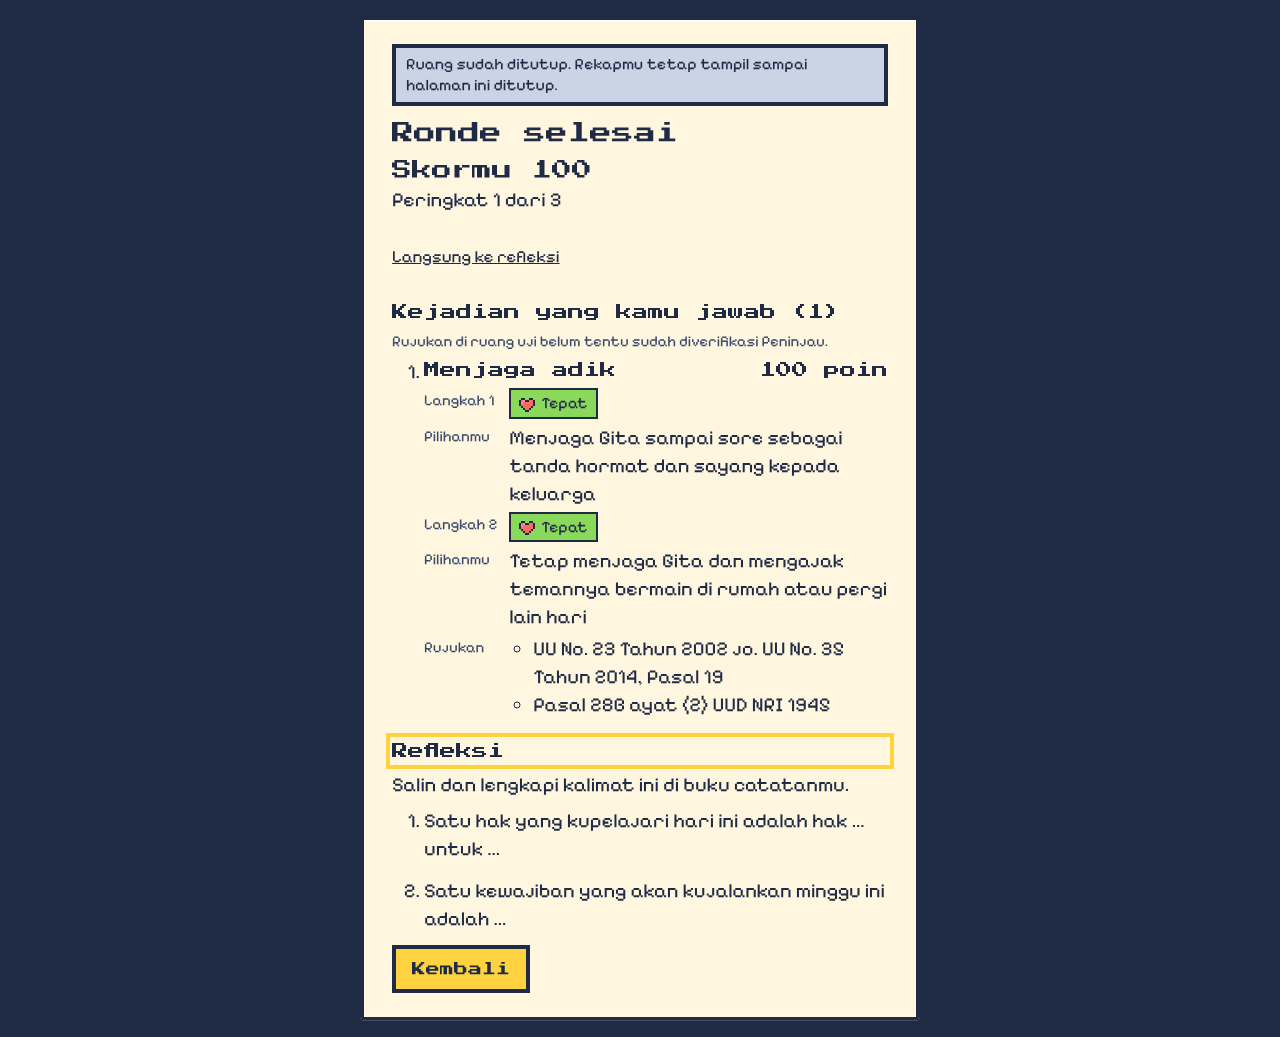 Ruang sudah ditutup. Rekapmu tetap tampil sampai
halaman ini ditutup.
Ronde selesai
Skormu 100
Peringkat 1 dari 3
Langsung ke refleksi
Kejadian yang kamu jawab (1)
Rujukan di ruang uji belum tentu sudah diverifikasi Peninjau.
1. Menjaga adik 100 poin
Langkah 1 Tepat
Pilihanmu Menjaga Gita sampai sore sebagai
tanda hormat dan sayang kepada
keluarga
Langkah 2 Tepat
Pilihanmu Tetap menjaga Gita dan mengajak
temannya bermain di rumah atau pergi
lain hari
Rujukan UU No. 23 Tahun 2002 jo. UU No. 35
Tahun 2014, Pasal 19
Pasal 28B ayat (2) UUD NRI 1945
Refleksi
Salin dan lengkapi kalimat ini di buku catatanmu.
1. Satu hak yang kupelajari hari ini adalah hak ...
untuk ...
2. Satu kewajiban yang akan kujalankan minggu ini
adalah ...
Kembali